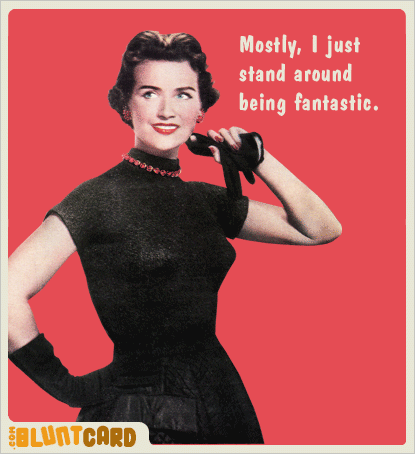 Mostly, I just
stand around
being fantastic.
.COM
BLUNTCARD